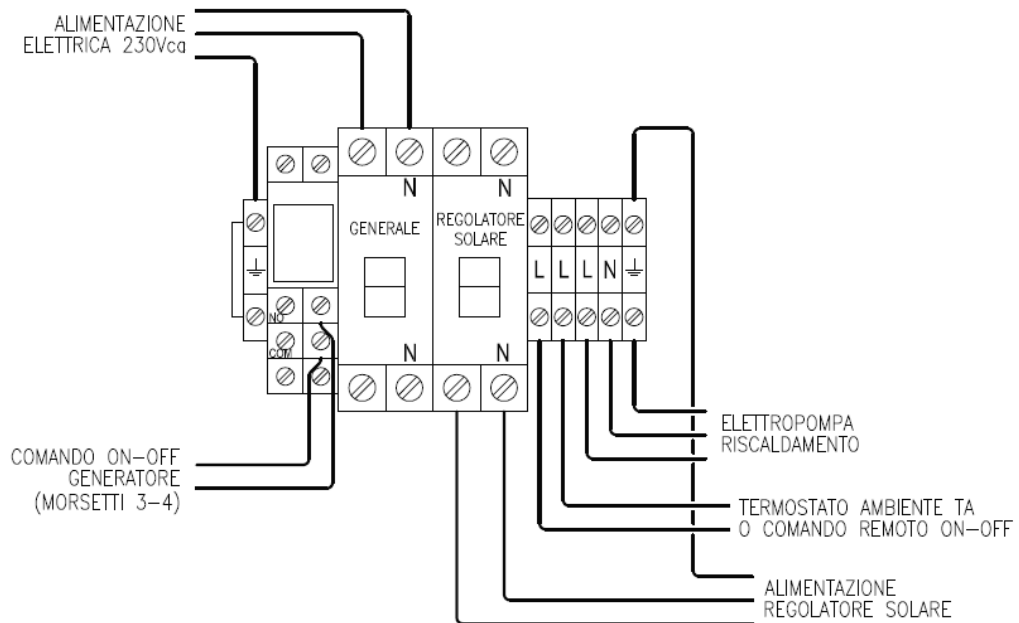 ALIMENTAZIONE
ELETTRICA 230Vca
N
N
GENERALE
REGOLATORE
SOLARE
L
L
L
N
NO
COM
N
N
ELETTROPOMPA
RISCALDAMENTO
COMANDO ON-OFF
GENERATORE
(MORSETTI 3-4)
TERMOSTATO AMBIENTE TA
O COMANDO REMOTO ON-OFF
ALIMENTAZIONE
REGOLATORE SOLARE